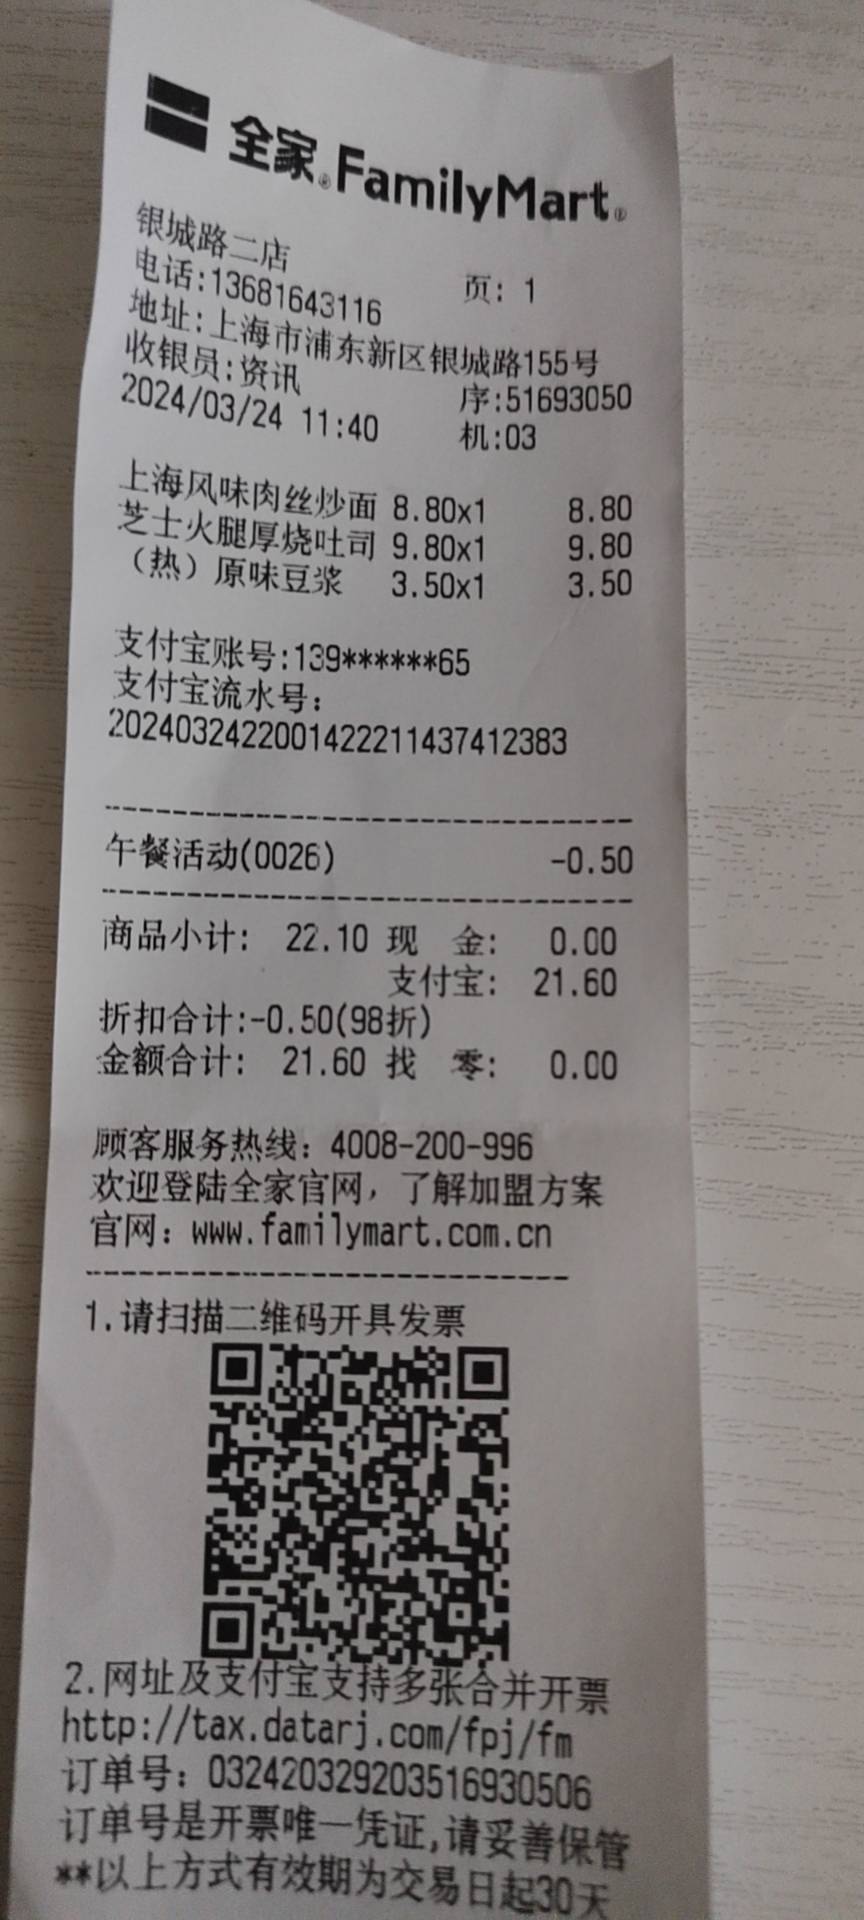 全家 FamilyMart
银城路二店
页: 1
电话:13681643116
地址:上海市浦东新区银城路155号
收银员:资讯 序:51693050
2024/03/24 11:40 机:03
上海风味肉丝炒面 8.80x1 8.80
芝士火腿厚烧吐司 9.80x1 9.80
（热）原味豆浆 3.50x1 3.50
支付宝账号:139******65
支付宝流水号:
2024032422001422211437412383
午餐活动(0026) -0.50
商品小计: 22.10 现 金: 0.00
支付宝: 21.60
折扣合计:-0.50(98折)
金额合计: 21.60 找 零: 0.00
顾客服务热线: 4008-200-996
欢迎登陆全家官网，了解加盟方案
官网: www.familymart.com.cn
1.请扫描二维码开具发票
2.网址及支付宝支持多张合并开票
http://tax.datarj.com/fpj/fm
订单号: 0324203292035169305​06
订单号是开票唯一凭证,请妥善保管
**以上方式有效期为交易日起30天